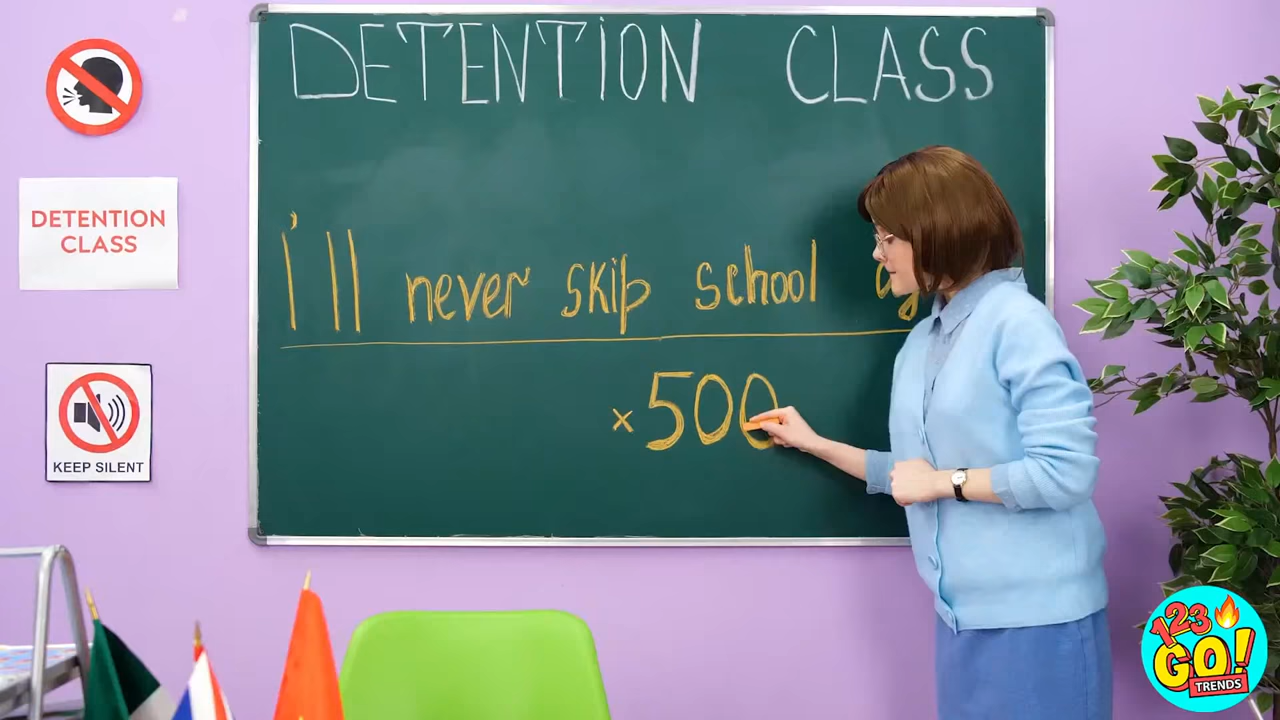 DETENTION CLASS
I'll never skip school
×500
DETENTION
CLASS
KEEP SILENT
123
GO!
TRENDS